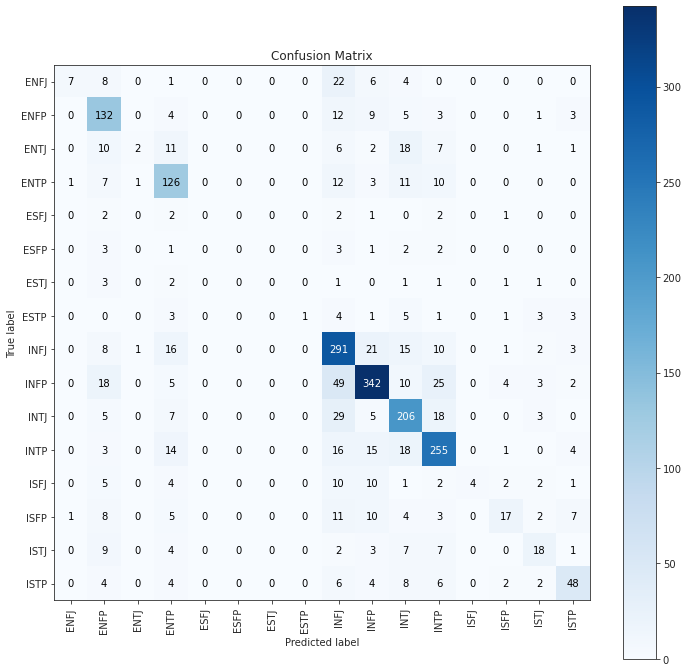 Confusion Matrix
ENFJ 7 8 0 1 0 0 0 0 22 6 4 0 0 0 0 0
ENFP 0 132 0 4 0 0 0 0 12 9 5 3 0 0 1 3
ENTJ 0 10 2 11 0 0 0 0 6 2 18 7 0 0 1 1
ENTP 1 7 1 126 0 0 0 0 12 3 11 10 0 0 0 0
ESFJ 0 2 0 2 0 0 0 0 2 1 0 2 0 1 0 0
ESFP 0 3 0 1 0 0 0 0 3 1 2 2 0 0 0 0
ESTJ 0 3 0 2 0 0 0 0 1 0 1 1 0 1 1 0
ESTP 0 0 0 3 0 0 0 1 4 1 5 1 0 1 3 3
INFJ 0 8 1 16 0 0 0 0 291 21 15 10 0 1 2 3
INFP 0 18 0 5 0 0 0 0 49 342 10 25 0 4 3 2
INTJ 0 5 0 7 0 0 0 0 29 5 206 18 0 0 3 0
INTP 0 3 0 14 0 0 0 0 16 15 18 255 0 1 0 4
ISFJ 0 5 0 4 0 0 0 0 10 10 1 2 4 2 2 1
ISFP 1 8 0 5 0 0 0 0 11 10 4 3 0 17 2 7
ISTJ 0 9 0 4 0 0 0 0 2 3 7 7 0 0 18 1
ISTP 0 4 0 4 0 0 0 0 6 4 8 6 0 2 2 48
ENFJ ENFP ENTJ ENTP ESFJ ESFP ESTJ ESTP INFJ INFP INTJ INTP ISFJ ISFP ISTJ ISTP
Predicted label
True label
300
250
200
150
100
50
0